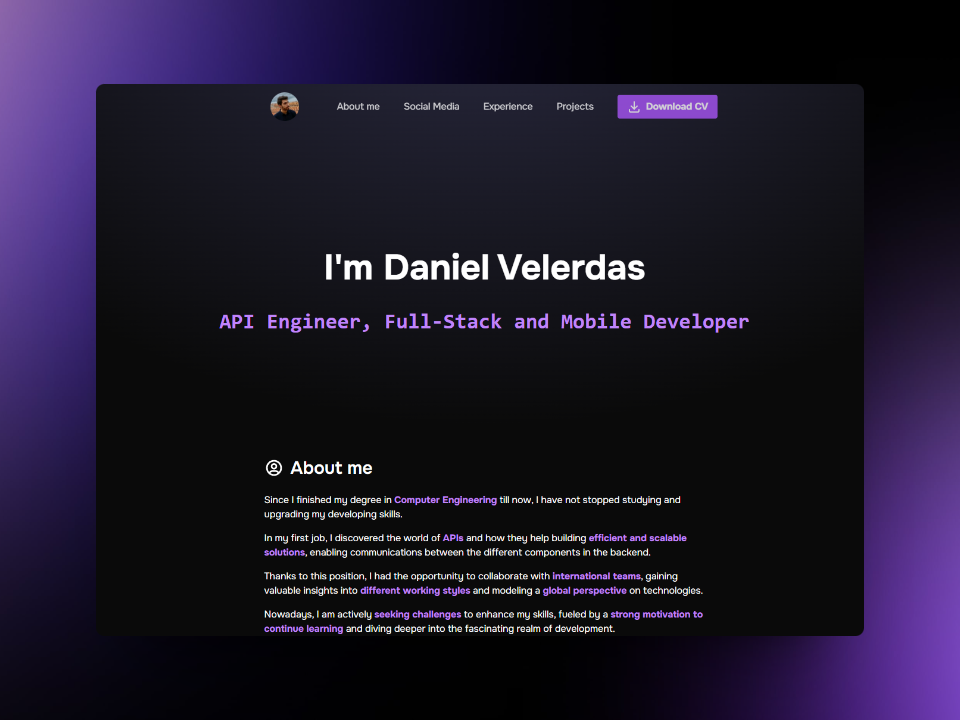 About me Social Media Experience Projects Download CV
I'm Daniel Velerdas
API Engineer, Full-Stack and Mobile Developer
About me
Since I finished my degree in Computer Engineering till now, I have not stopped studying and
upgrading my developing skills.
In my first job, I discovered the world of APIs and how they help building efficient and scalable
solutions, enabling communications between the different components in the backend.
Thanks to this position, I had the opportunity to collaborate with international teams, gaining
valuable insights into different working styles and modeling a global perspective on technologies.
Nowadays, I am actively seeking challenges to enhance my skills, fueled by a strong motivation to
continue learning and diving deeper into the fascinating realm of development.